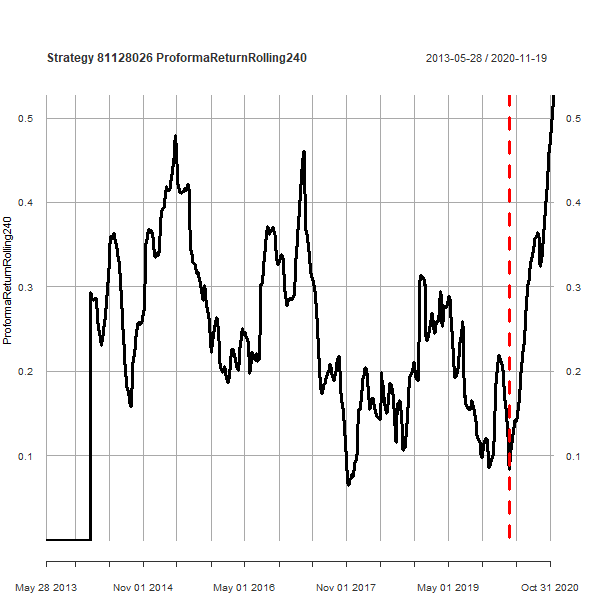 Strategy 81128026 ProformaReturnRolling240
2013-05-28 / 2020-11-19
0.5 0.5
0.4 0.4
0.3 0.3
0.2 0.2
0.1 0.1
ProformaReturnRolling240
May 28 2013 Nov 01 2014 May 01 2016 Nov 01 2017 May 01 2019 Oct 31 2020